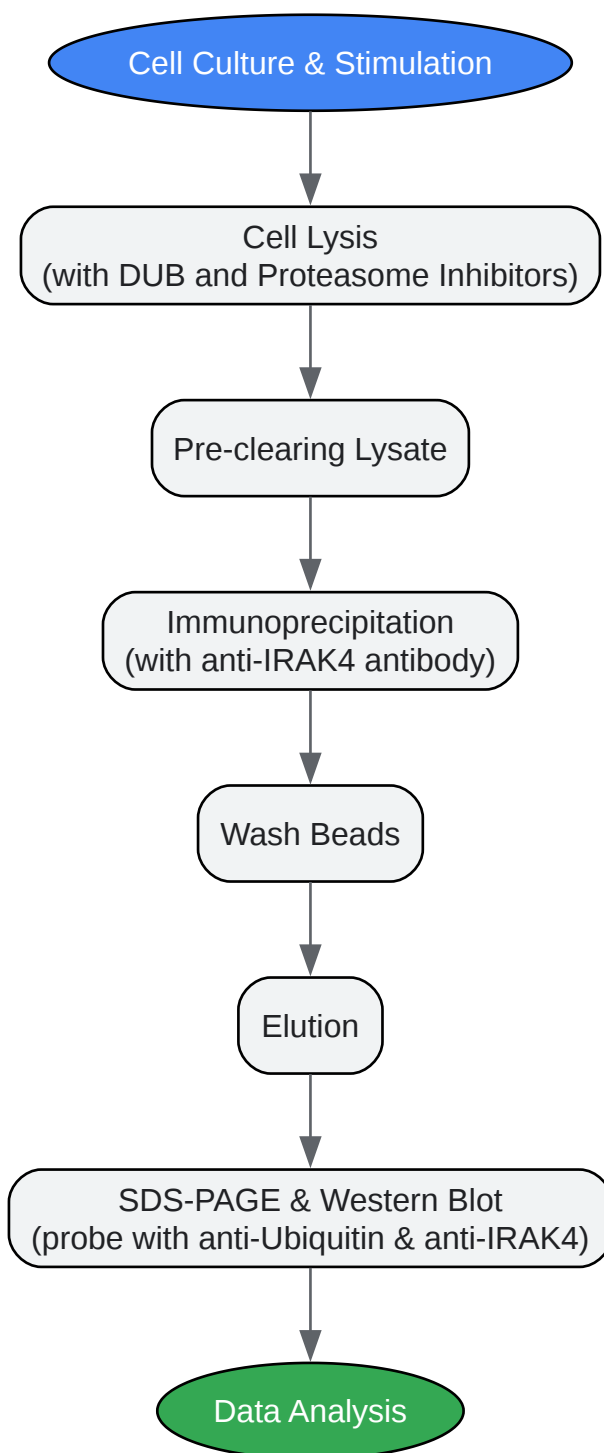 Cell Culture & Stimulation
Cell Lysis
(with DUB and Proteasome Inhibitors)
Pre-clearing Lysate
Immunoprecipitation
(with anti-IRAK4 antibody)
Wash Beads
Elution
SDS-PAGE & Western Blot
(probe with anti-Ubiquitin & anti-IRAK4)
Data Analysis